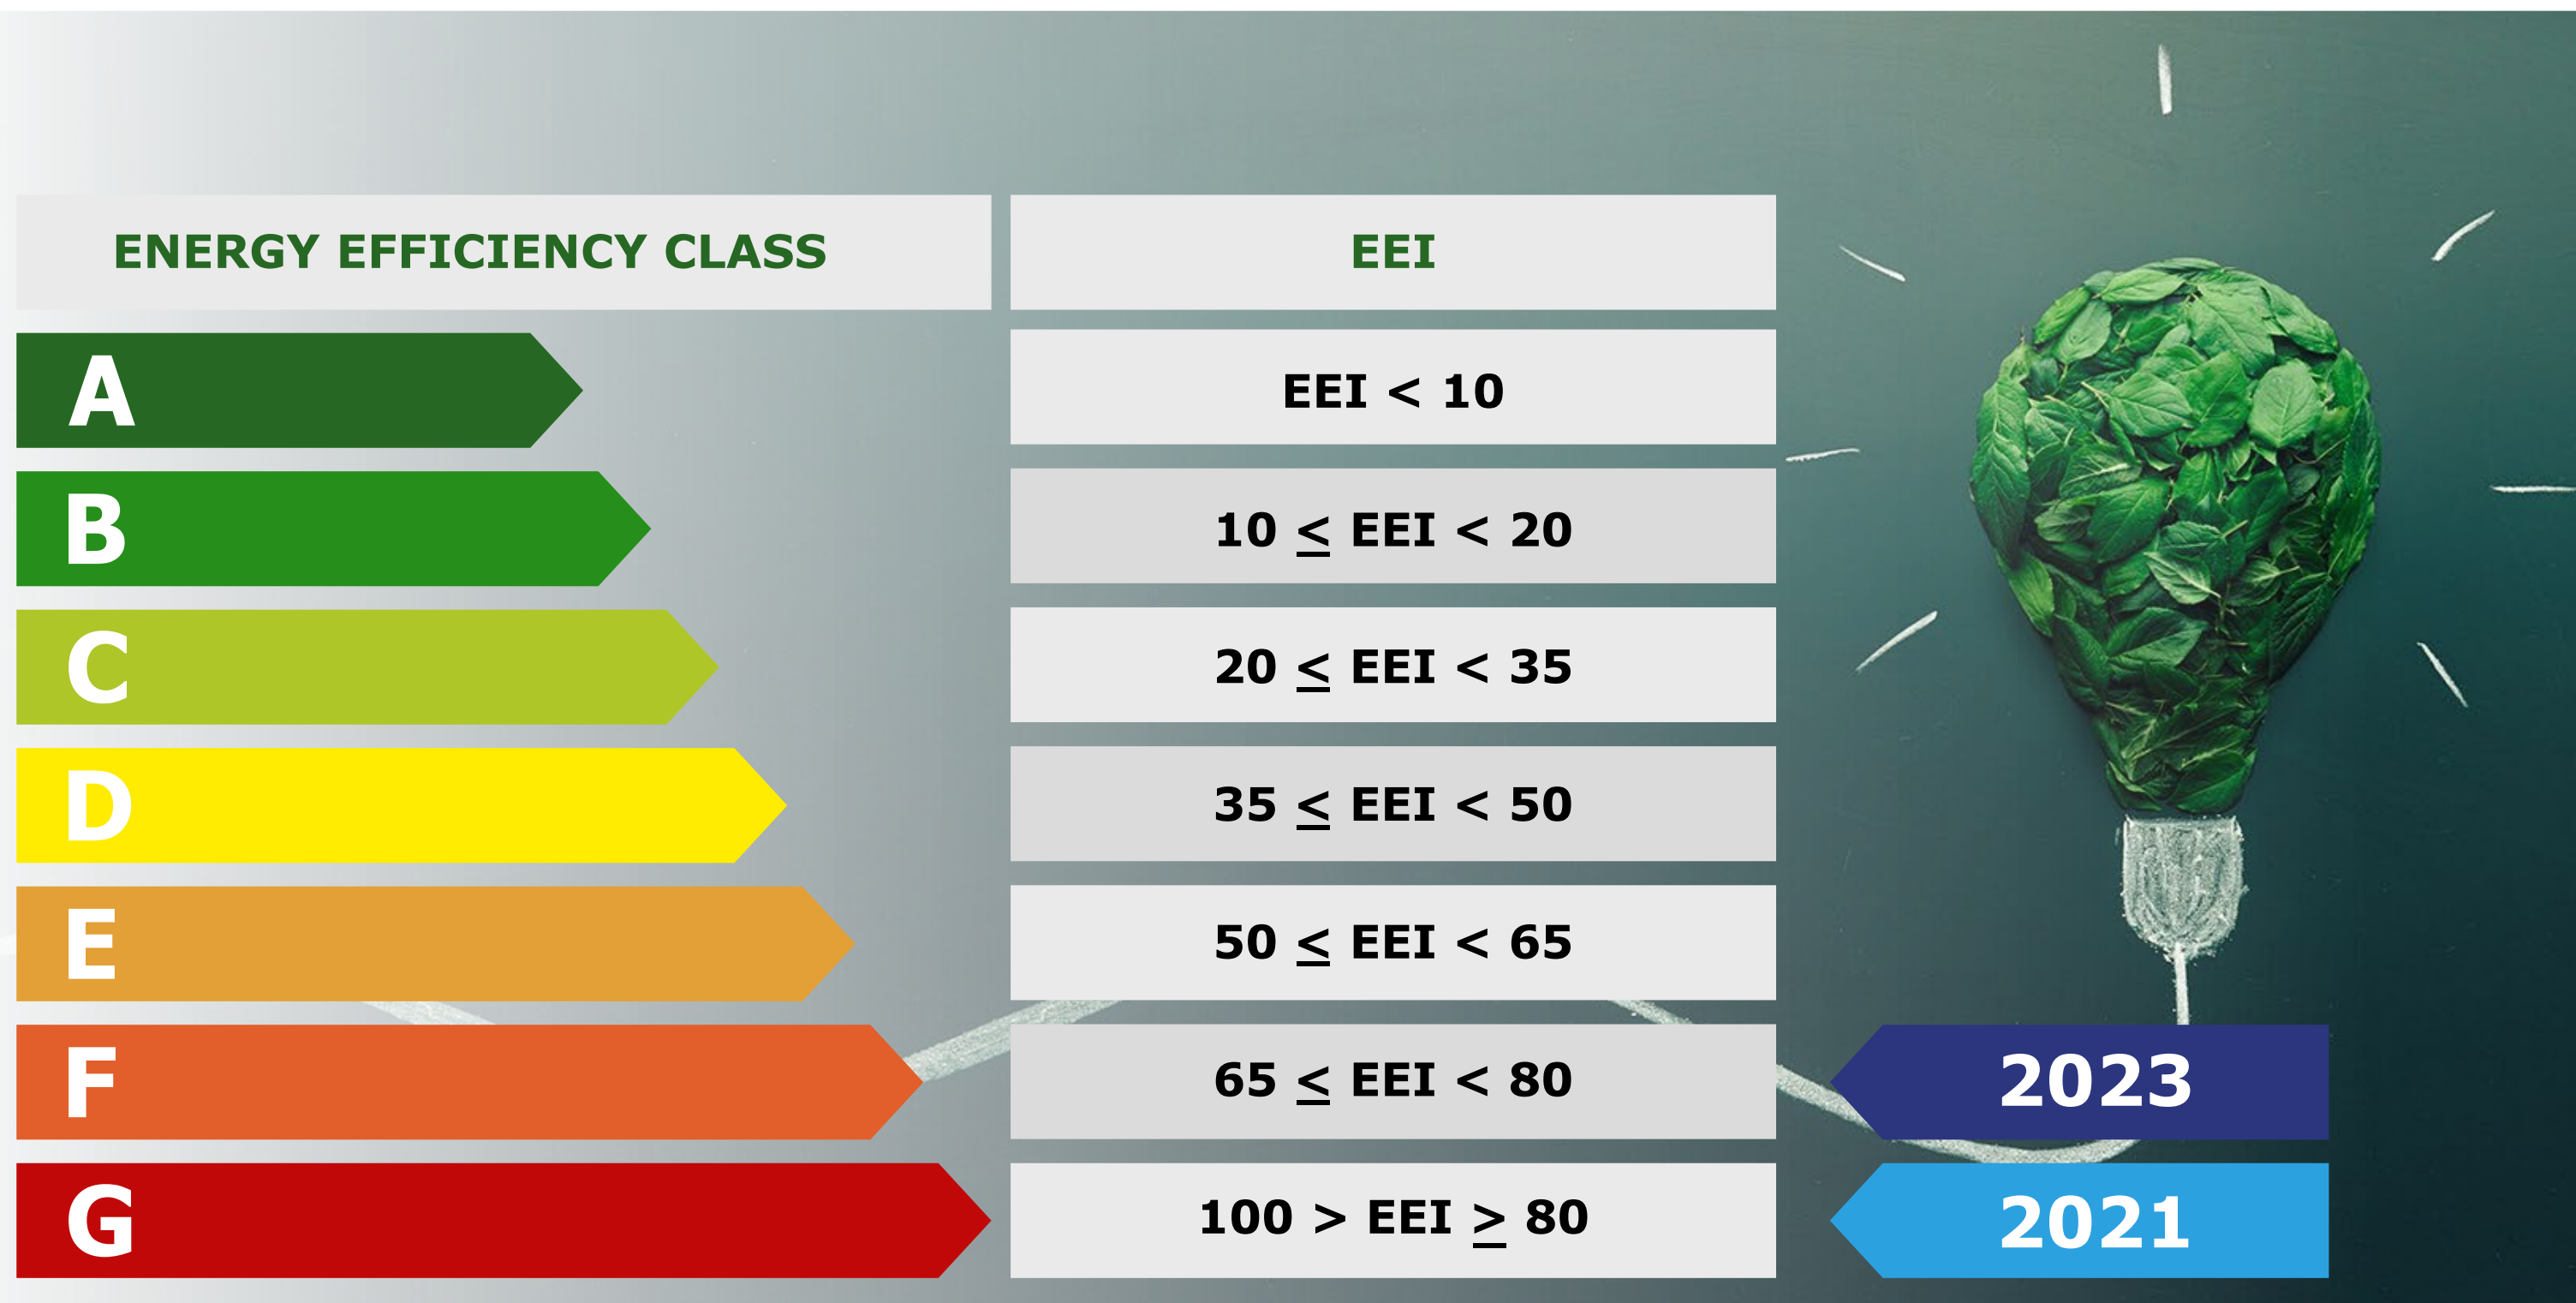 ENERGY EFFICIENCY CLASS EEI
A EEI < 10
B 10 ≤ EEI < 20
C 20 ≤ EEI < 35
D 35 ≤ EEI < 50
E 50 ≤ EEI < 65
F 65 ≤ EEI < 80 2023
G 100 > EEI ≥ 80 2021